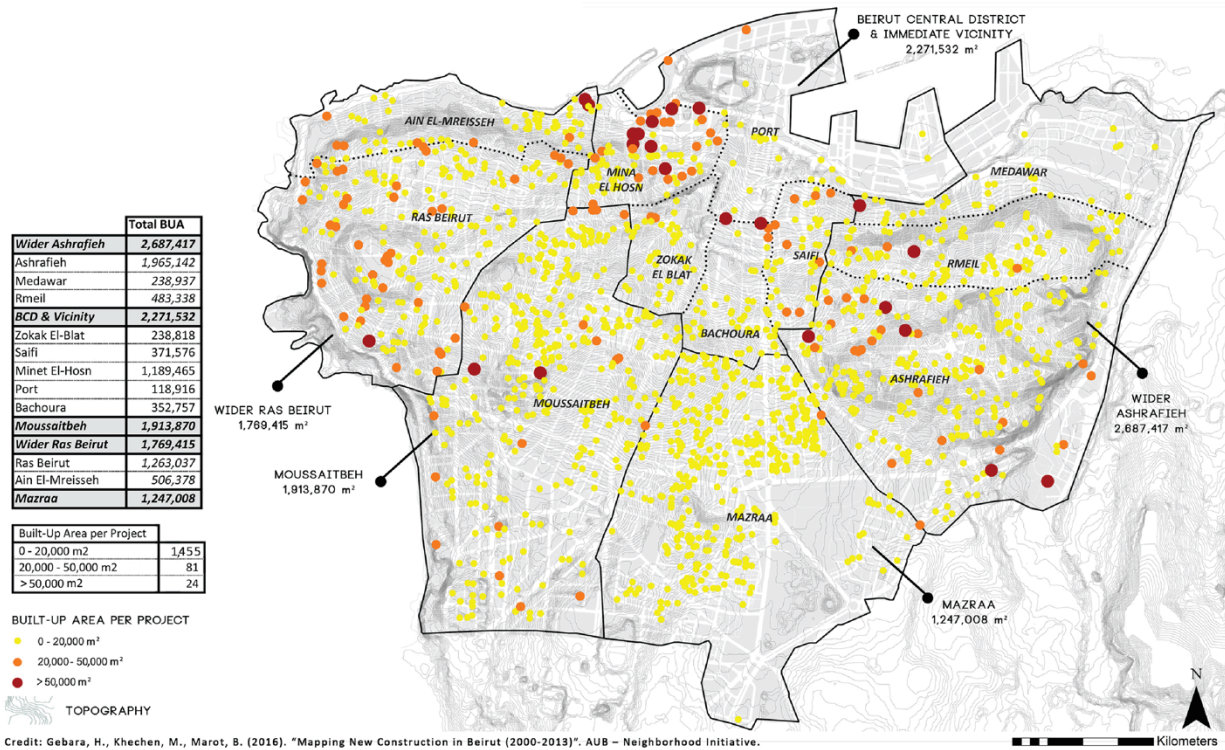 BEIRUT CENTRAL DISTRICT
& IMMEDIATE VICINITY
2,271,532 m²
AIN EL-MREISSEH
PORT
MINA
EL HOSN
MEDAWAR
RAS BEIRUT
ZOKAK
EL BLAT
SAIFI
RMEIL
BACHOURA
ASHRAFIEH
MOUSSAITBEH
MAZRAA
WIDER RAS BEIRUT
1,769,415 m²
MOUSSAITBEH
1,913,870 m²
WIDER
ASHRAFIEH
2,687,417 m²
MAZRAA
1,247,008 m²
Total BUA
Wider Ashrafieh 2,687,417
Ashrafieh 1,965,142
Medawar 238,937
Rmeil 483,338
BCD & Vicinity 2,271,532
Zokak El-Blat 238,818
Saifi 371,576
Minet El-Hosn 1,189,465
Port 118,916
Bachoura 352,757
Moussaitbeh 1,913,870
Wider Ras Beirut 1,769,415
Ras Beirut 1,263,037
Ain El-Mreisseh 506,378
Mazraa 1,247,008
Built-Up Area per Project
0 - 20,000 m2 1,455
20,000 - 50,000 m2 81
> 50,000 m2 24
BUILT-UP AREA PER PROJECT
0 - 20,000 m²
20,000 - 50,000 m²
> 50,000 m²
TOPOGRAPHY
N
Kilometers
Credit: Gebara, H., Khechen, M., Marot, B. (2016). "Mapping New Construction in Beirut (2000-2013)". AUB – Neighborhood Initiative.